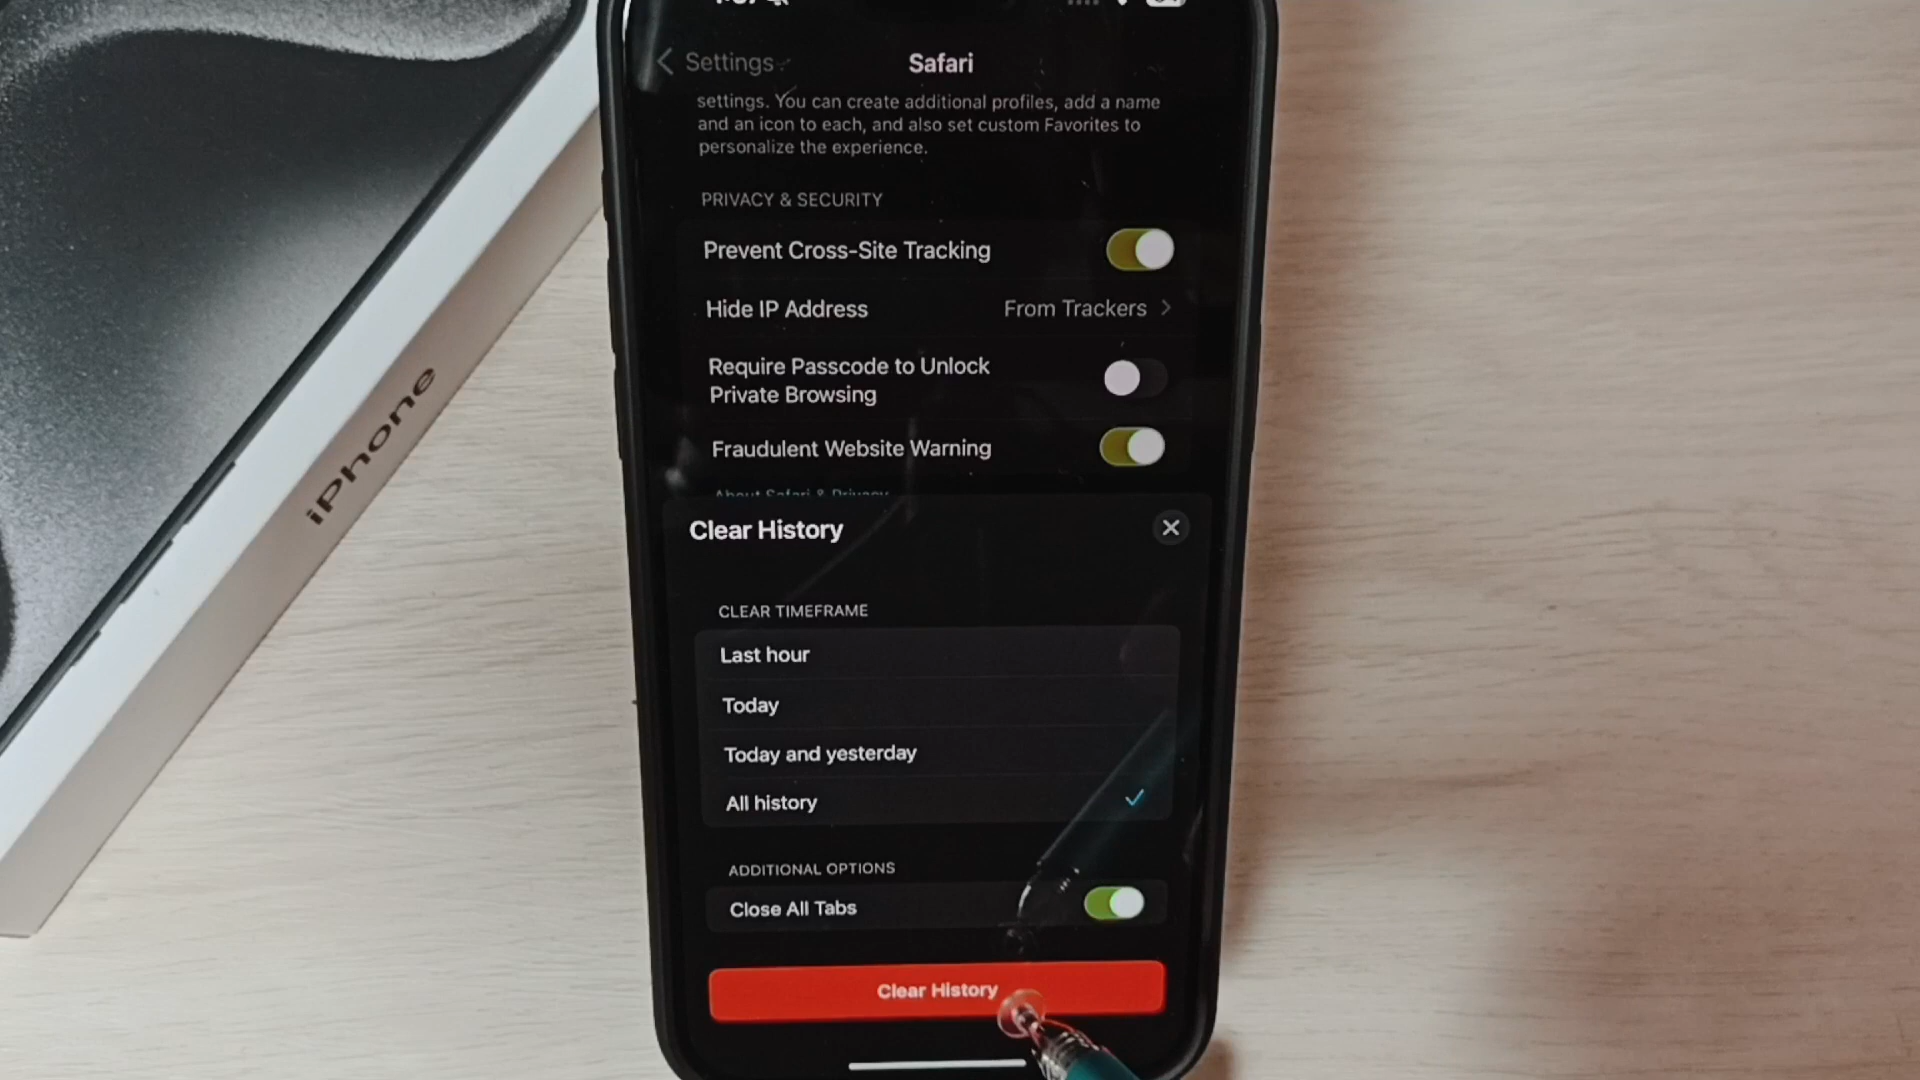 Settings
Safari
settings. You can create additional profiles, add a name
and an icon to each, and also set custom Favorites to
personalize the experience.
PRIVACY & SECURITY
Prevent Cross-Site Tracking
Hide IP Address
From Trackers
Require Passcode to Unlock
Private Browsing
Fraudulent Website Warning
About Safari & Privacy
Clear History
CLEAR TIMEFRAME
Last hour
Today
Today and yesterday
All history
ADDITIONAL OPTIONS
Close All Tabs
Clear History
iPhone